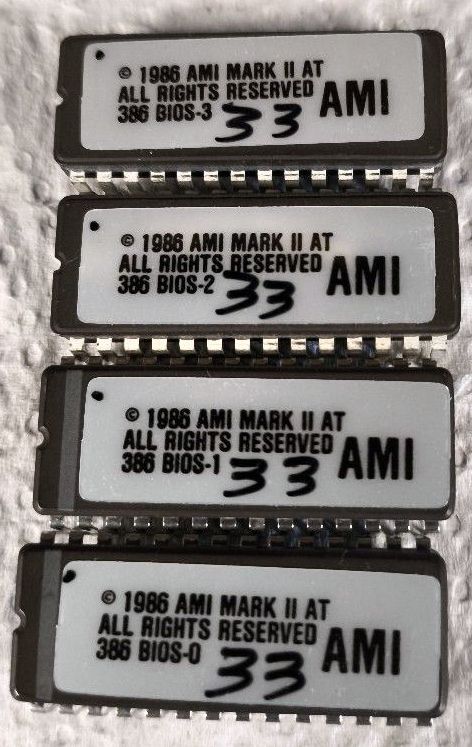 © 1986 AMI MARK II AT
ALL RIGHTS RESERVED AMI
386 BIOS-3 33
© 1986 AMI MARK II AT
ALL RIGHTS RESERVED AMI
386 BIOS-2 33
© 1986 AMI MARK II AT
ALL RIGHTS RESERVED AMI
386 BIOS-1 33
© 1986 AMI MARK II AT
ALL RIGHTS RESERVED AMI
386 BIOS-0 33